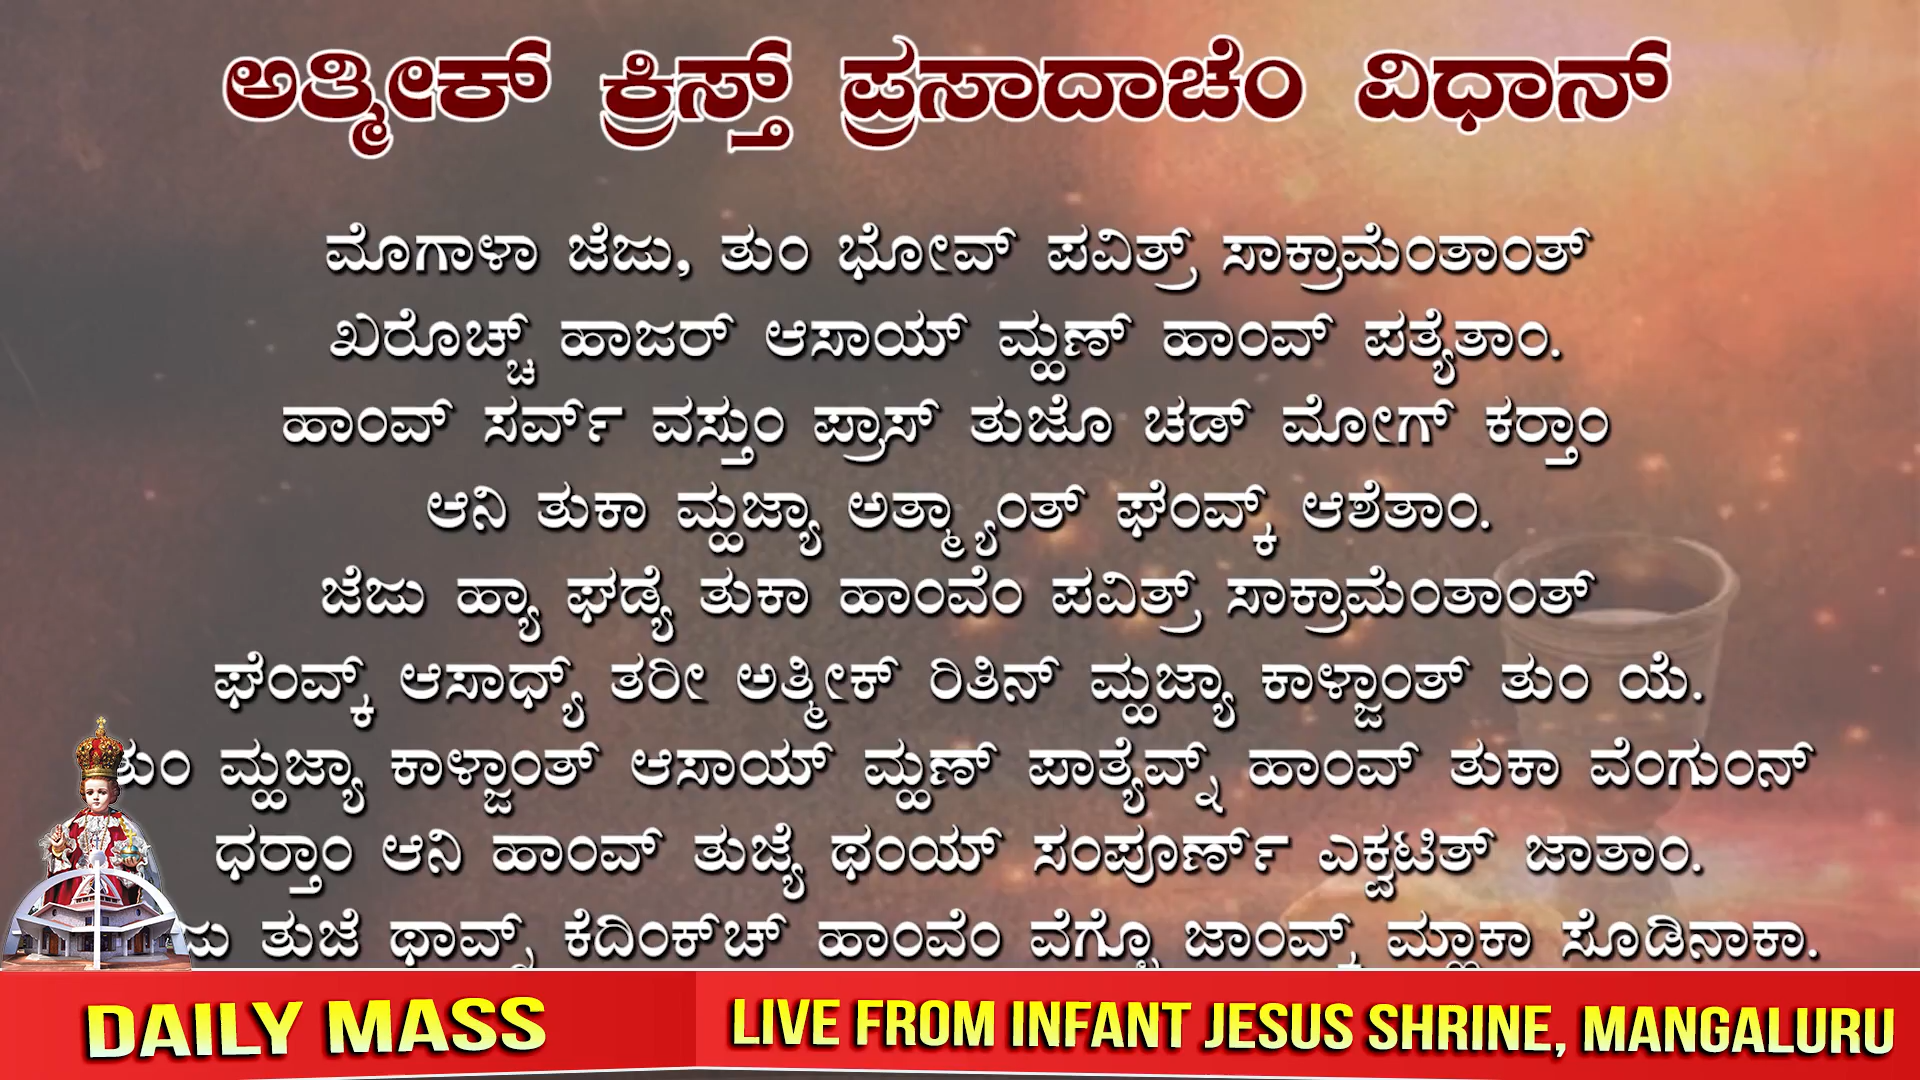 ಅತ್ಮೀಕ್ ಕ್ರಿಸ್ತ್ ಪ್ರಸಾದಾಚೆಂ ವಿಧಾನ್
ಮೊಗಾಳಾ ಜೆಜು, ತುಂ ಭೋವ್ ಪವಿತ್ರ್ ಸಾಕ್ರಾಮೆಂತಾಂತ್
ಖರೊಚ್ಚ್ ಹಾಜರ್ ಆಸಾಯ್ ಮ್ಹಣ್ ಹಾಂವ್ ಪತ್ಯೆತಾಂ.
ಹಾಂವ್ ಸರ್ವ್ ವಸ್ತುಂ ಪ್ರಾಸ್ ತುಜೊ ಚಡ್ ಮೋಗ್ ಕರ‍್ತಾಂ
ಆನಿ ತುಕಾ ಮ್ಹಜ್ಯಾ ಅತ್ಮ್ಯಾಂತ್ ಘೆಂವ್ಕ್ ಆಶೆತಾಂ.
ಜೆಜು ಹ್ಯಾ ಘಡ್ಯೆ ತುಕಾ ಹಾಂವೆಂ ಪವಿತ್ರ್ ಸಾಕ್ರಾಮೆಂತಾಂತ್
ಘೆಂವ್ಕ್ ಆಸಾಧ್ಯ್ ತರೀ ಅತ್ಮೀಕ್ ರಿತಿನ್ ಮ್ಹಜ್ಯಾ ಕಾಳ್ಜಾಂತ್ ತುಂ ಯೆ.
ತುಂ ಮ್ಹಜ್ಯಾ ಕಾಳ್ಜಾಂತ್ ಆಸಾಯ್ ಮ್ಹಣ್ ಪಾತ್ಯೆವ್ನ್ ಹಾಂವ್ ತುಕಾ ವೆಂಗುಂನ್
ಧರ‍್ತಾಂ ಆನಿ ಹಾಂವ್ ತುಜ್ಯೆ ಥಂಯ್ ಸಂಪೂರ್ಣ್ ಎಕ್ವಟಿತ್ ಜಾತಾಂ.
ತುಜೆ ಥಾವ್ನ್ ಕೆದಿಂಕ್‌ಚ್ ಹಾಂವೆಂ ವೆಗ್ಳೊ ಜಾಂವ್ಕ್ ಮ್ಹಾಕಾ ಸೊಡಿನಾಕಾ.
DAILY MASS
LIVE FROM INFANT JESUS SHRINE, MANGALURU